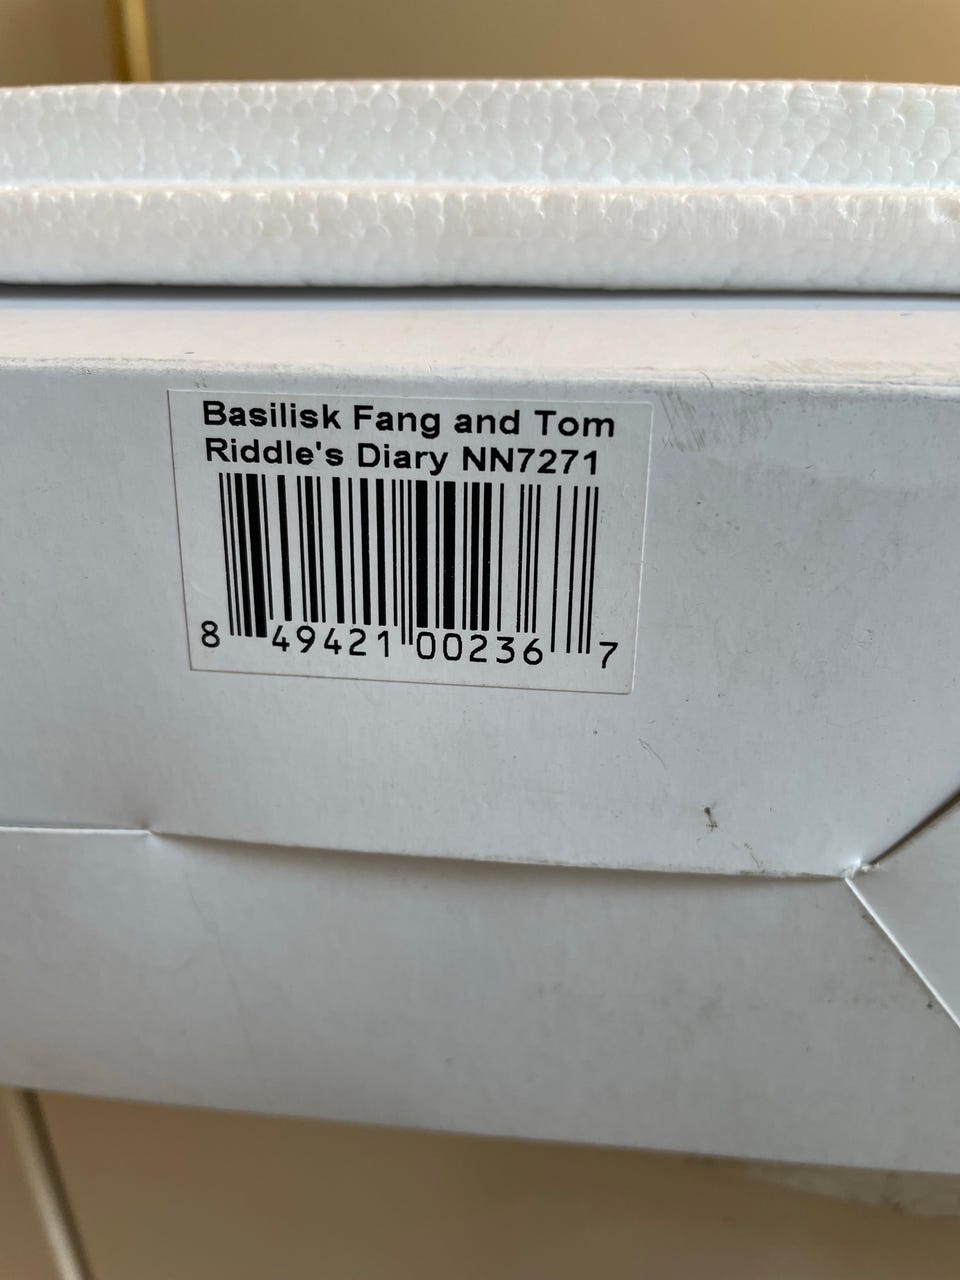 Basilisk Fang and Tom
Riddle's Diary NN7271
8 49421 00236 7